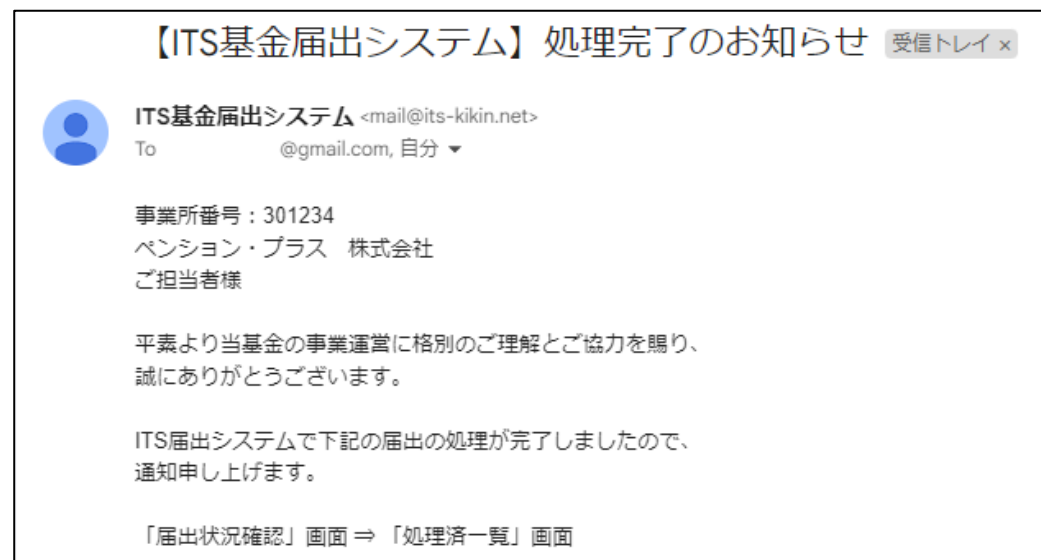 【ITS基金届出システム】処理完了のお知らせ 受信トレイ ×
ITS基金届出システム <mail@its-kikin.net>
To @gmail.com, 自分
事業所番号：301234
ペンション・プラス　株式会社
ご担当者様
平素より当基金の事業運営に格別のご理解とご協力を賜り、
誠にありがとうございます。
ITS届出システムで下記の届出の処理が完了しましたので、
通知申し上げます。
「届出状況確認」画面 ⇒ 「処理済一覧」画面